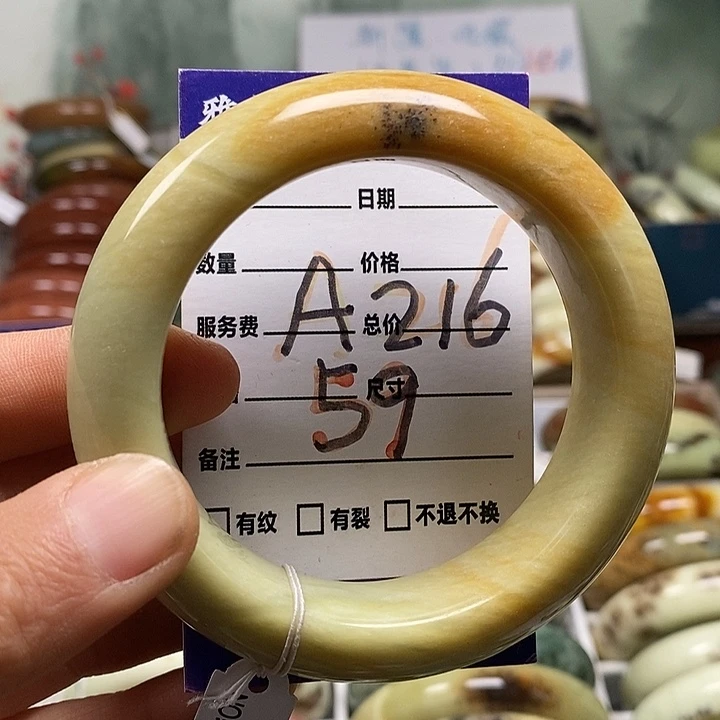 雅
日期
数量 价格
服务费 总价
A216
尺寸
59
备注
有纹 有裂 不退不换